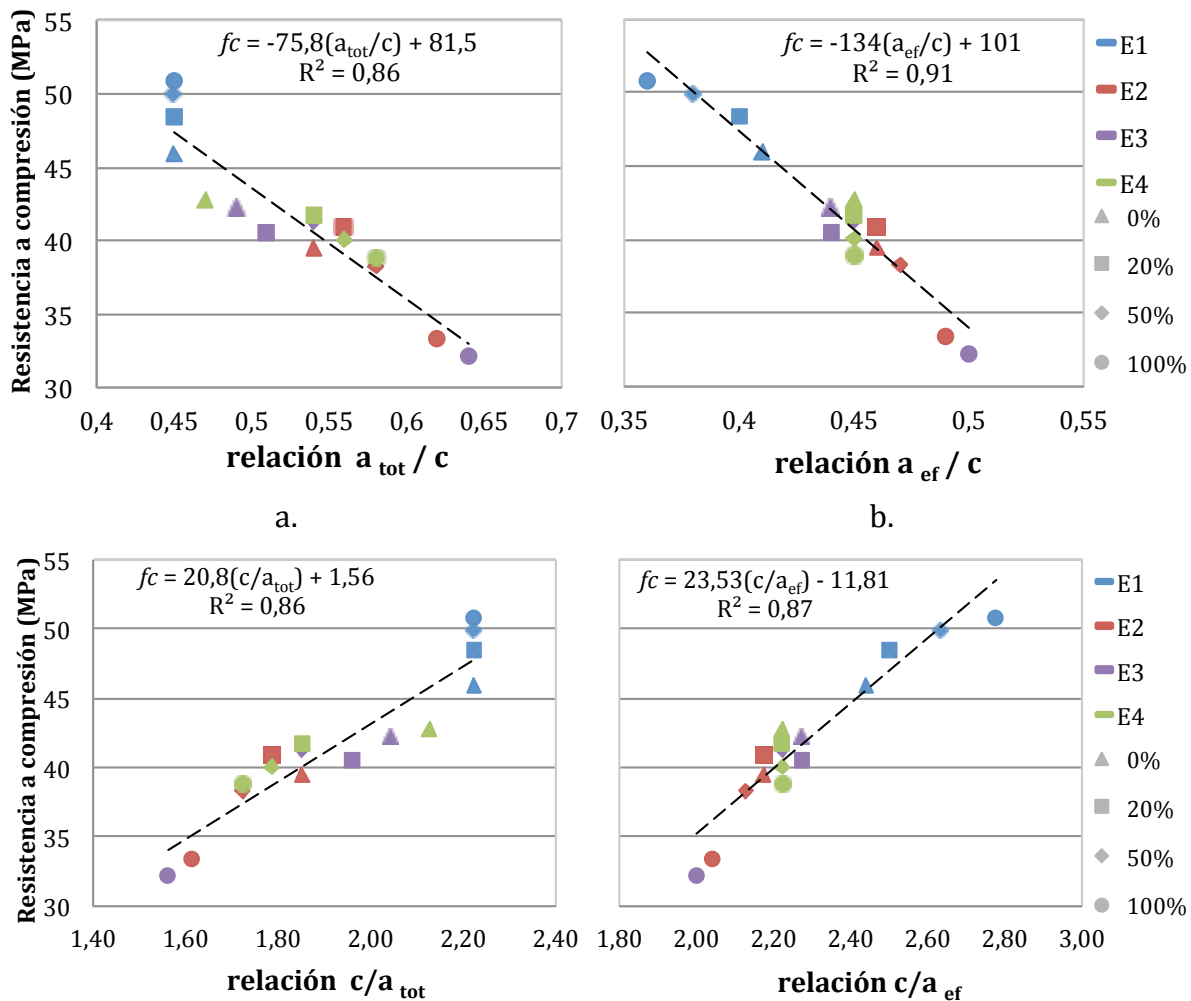 Resistencia a compresión (MPa)
55
50
45
40
35
30
fc = -75,8(atot/c) + 81,5
R² = 0,86
0,4
0,45
0,5
0,55
0,6
0,65
0,7
relación a tot / c
a.
fc = -134(aef/c) + 101
R² = 0,91
0,35
0,4
0,45
0,5
0,55
relación a ef / c
b.
E1
E2
E3
E4
0%
20%
50%
100%
Resistencia a compresión (MPa)
55
50
45
40
35
30
fc = 20,8(c/atot) + 1,56
R² = 0,86
1,40
1,60
1,80
2,00
2,20
2,40
relación c/a tot
fc = 23,53(c/aef) - 11,81
R² = 0,87
2,00
2,20
2,40
2,60
2,80
3,00
relación c/a ef
E1
E2
E3
E4
0%
20%
50%
100%